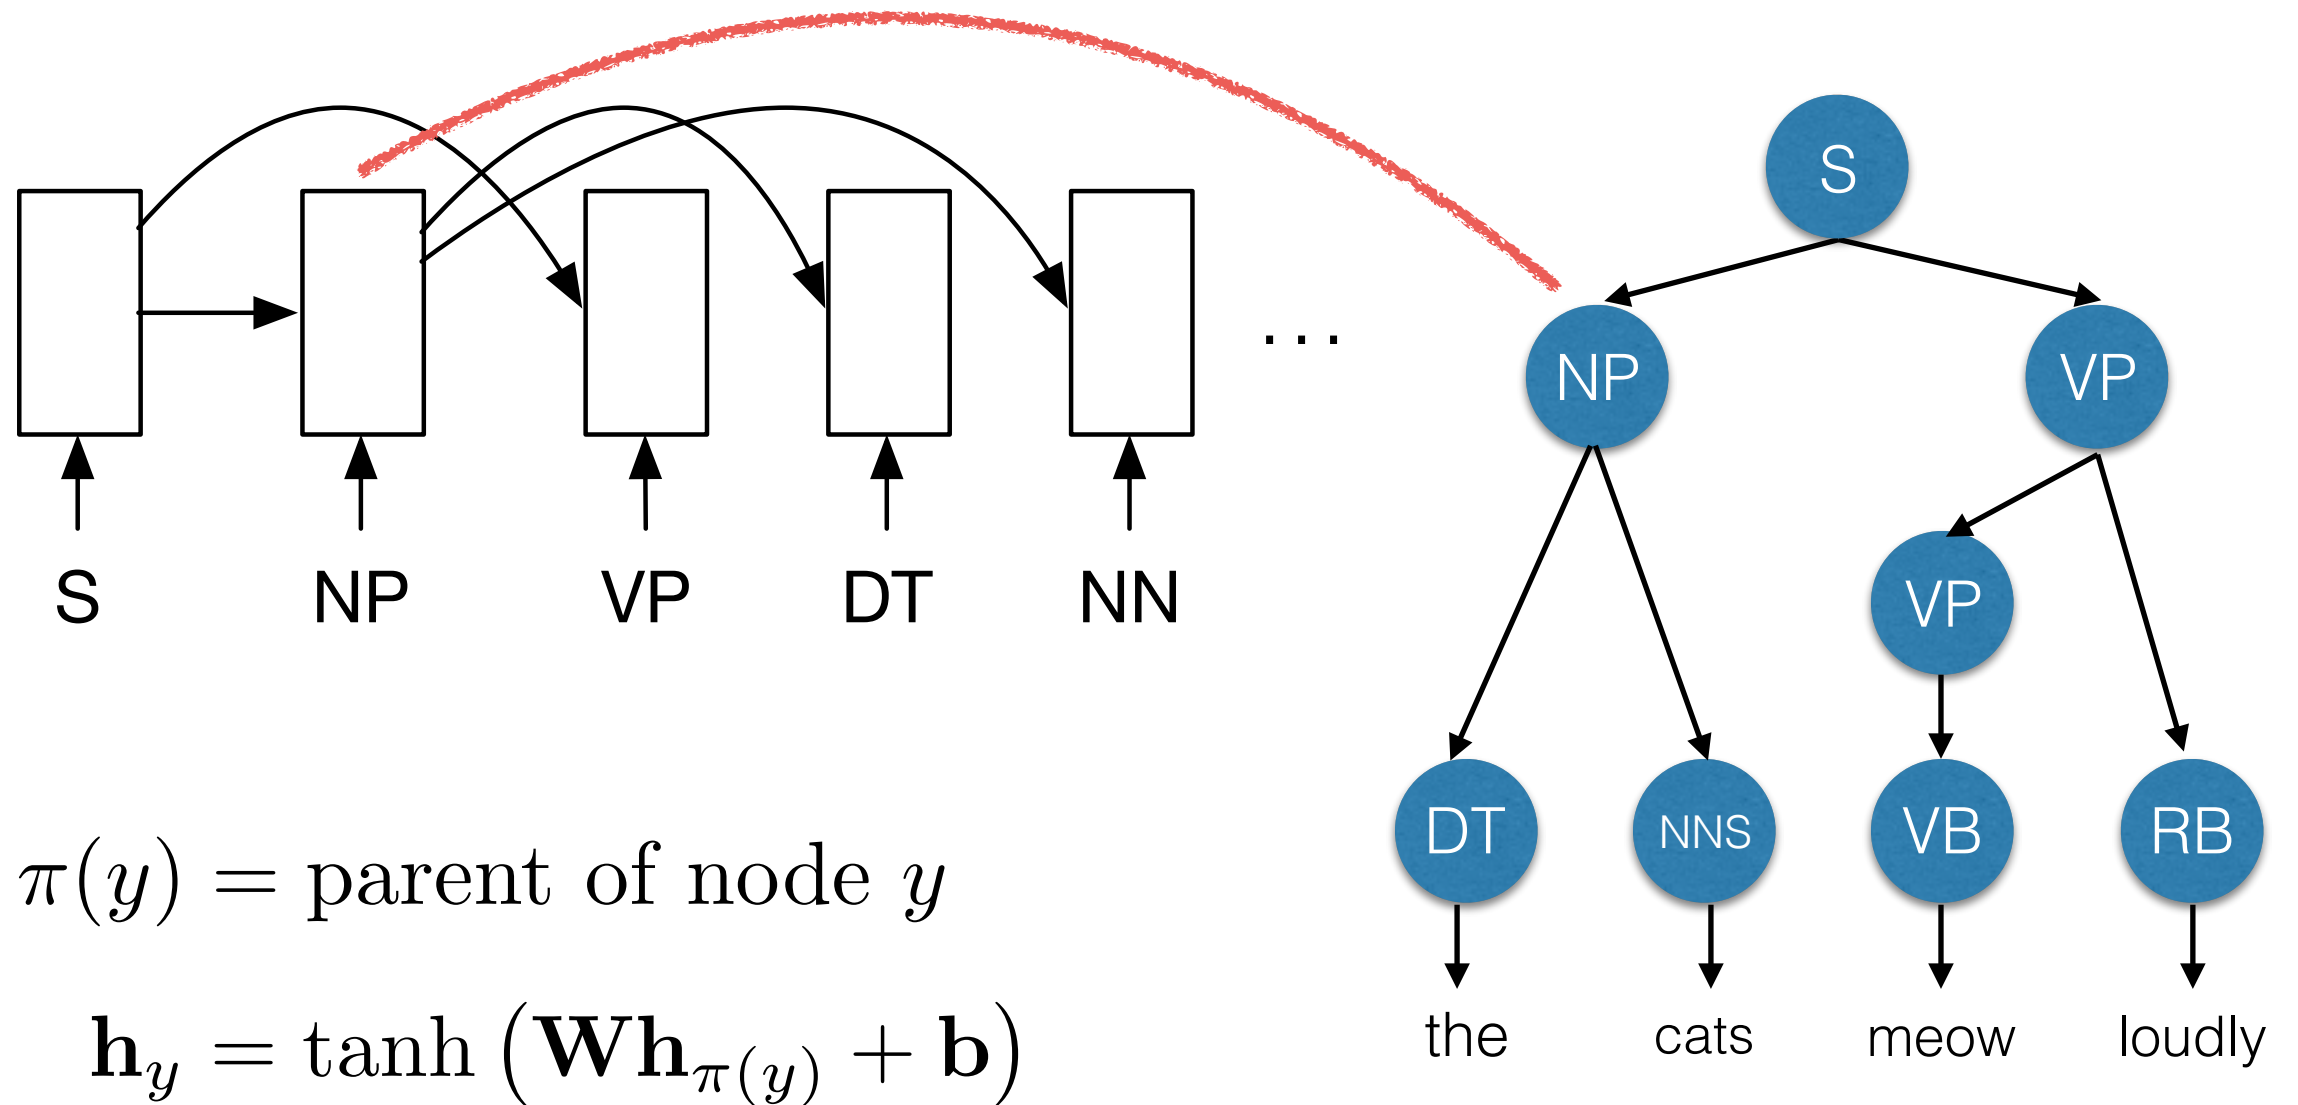 S
NP VP
S NP VP DT NN
...
VP
DT NNS VB RB
π(y) = parent of node y
the cats meow loudly
h_y = tanh (Wh_π(y) + b)